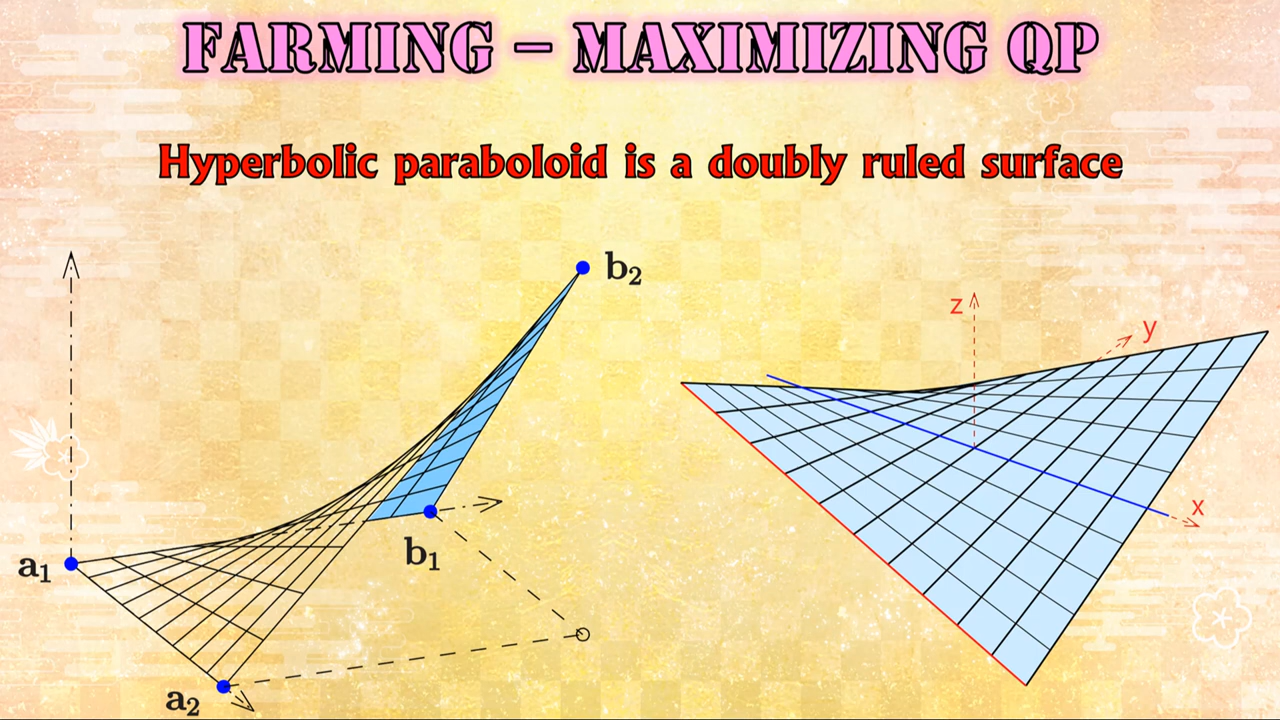 FARMING – MAXIMIZING QP
Hyperbolic paraboloid is a doubly ruled surface
b2
z
y
x
b1
a1
a2